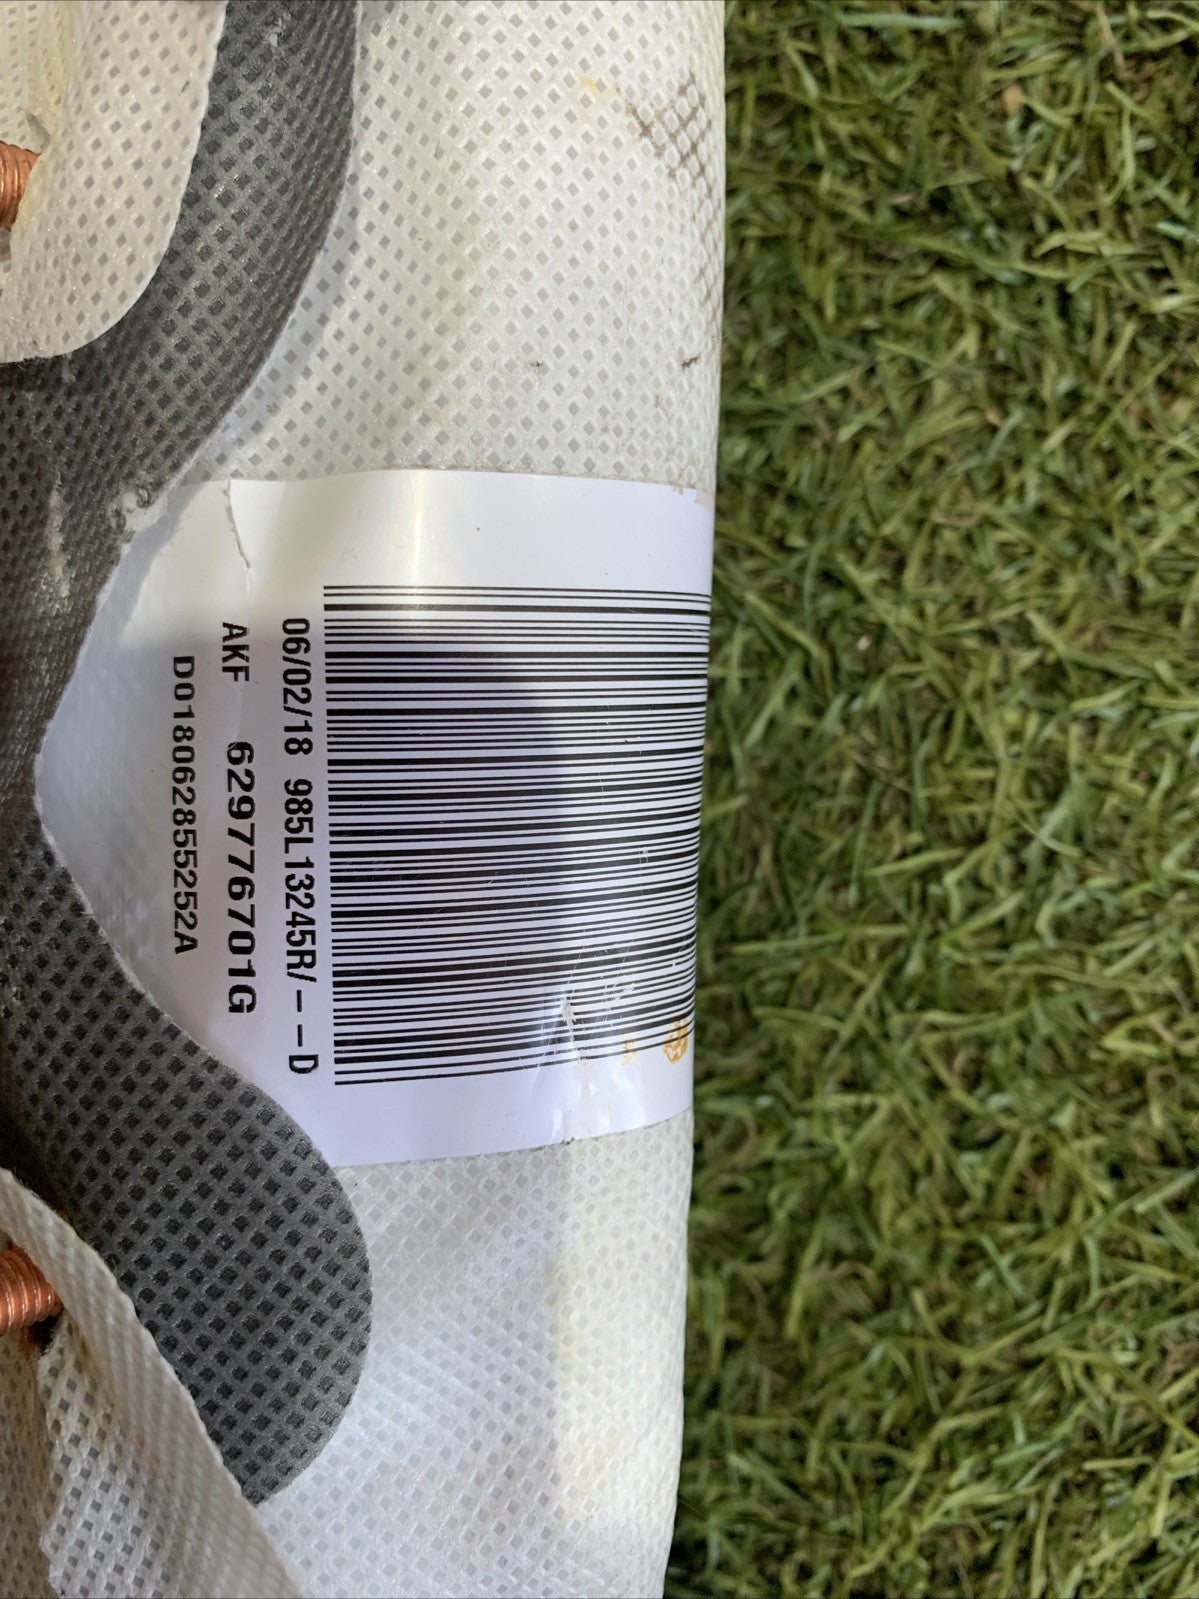 06/02/18 985L13245R/--D
AKF 629776701G
D0180628552​52A